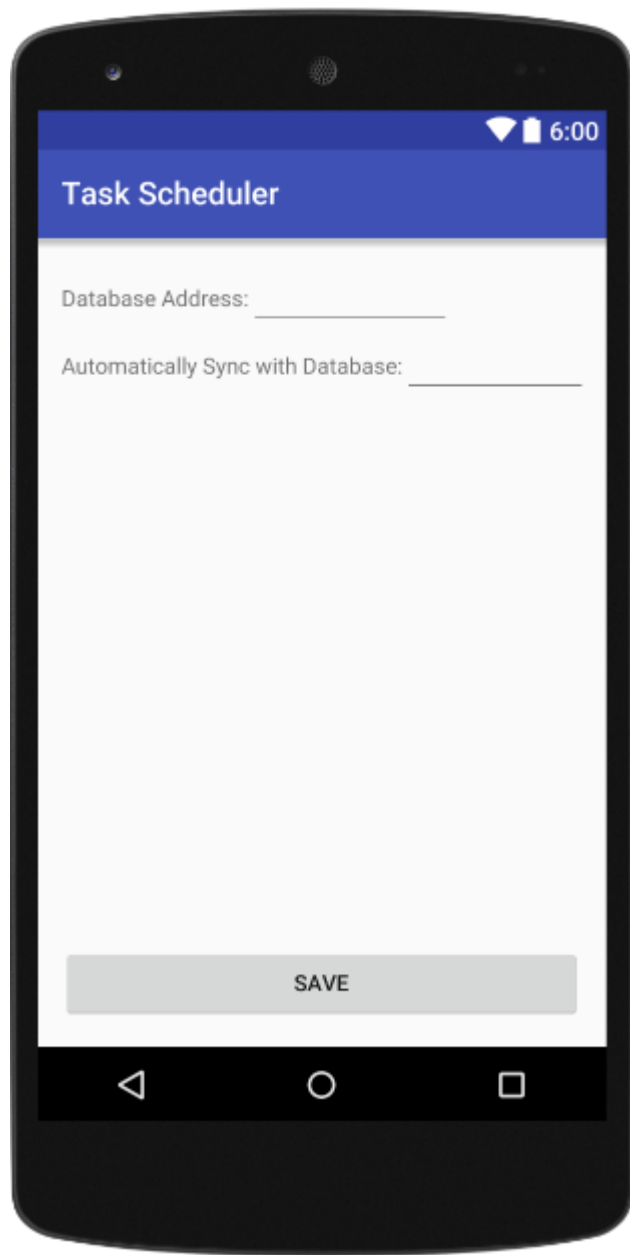 6:00
Task Scheduler
Database Address:
Automatically Sync with Database:
SAVE